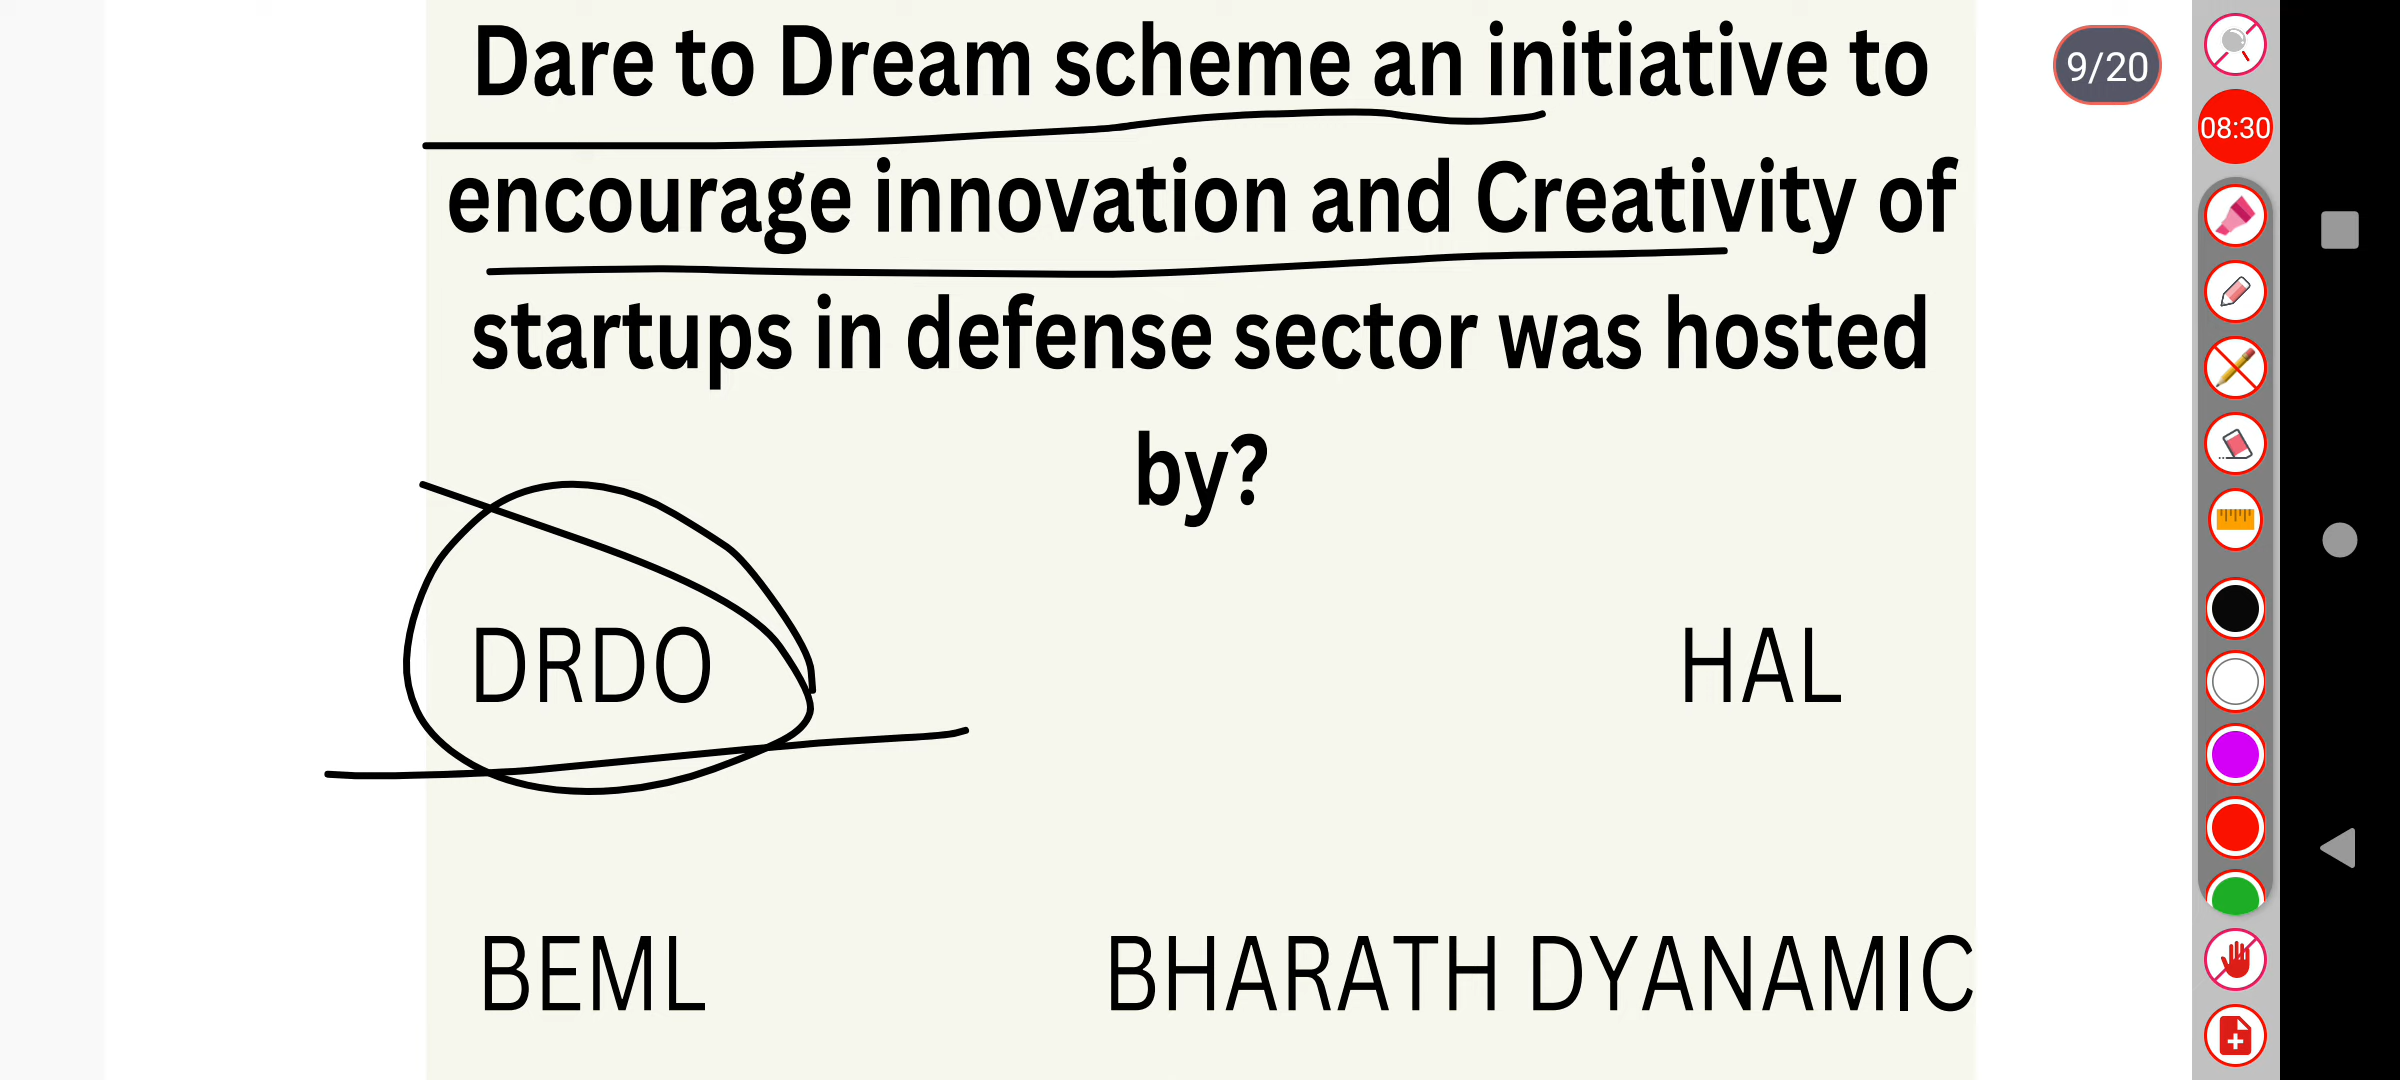 Dare to Dream scheme an initiative to
9/20
08:30
encourage innovation and Creativity of
startups in defense sector was hosted
by?
DRDO
HAL
BEML
BHARATH DYANAMIC